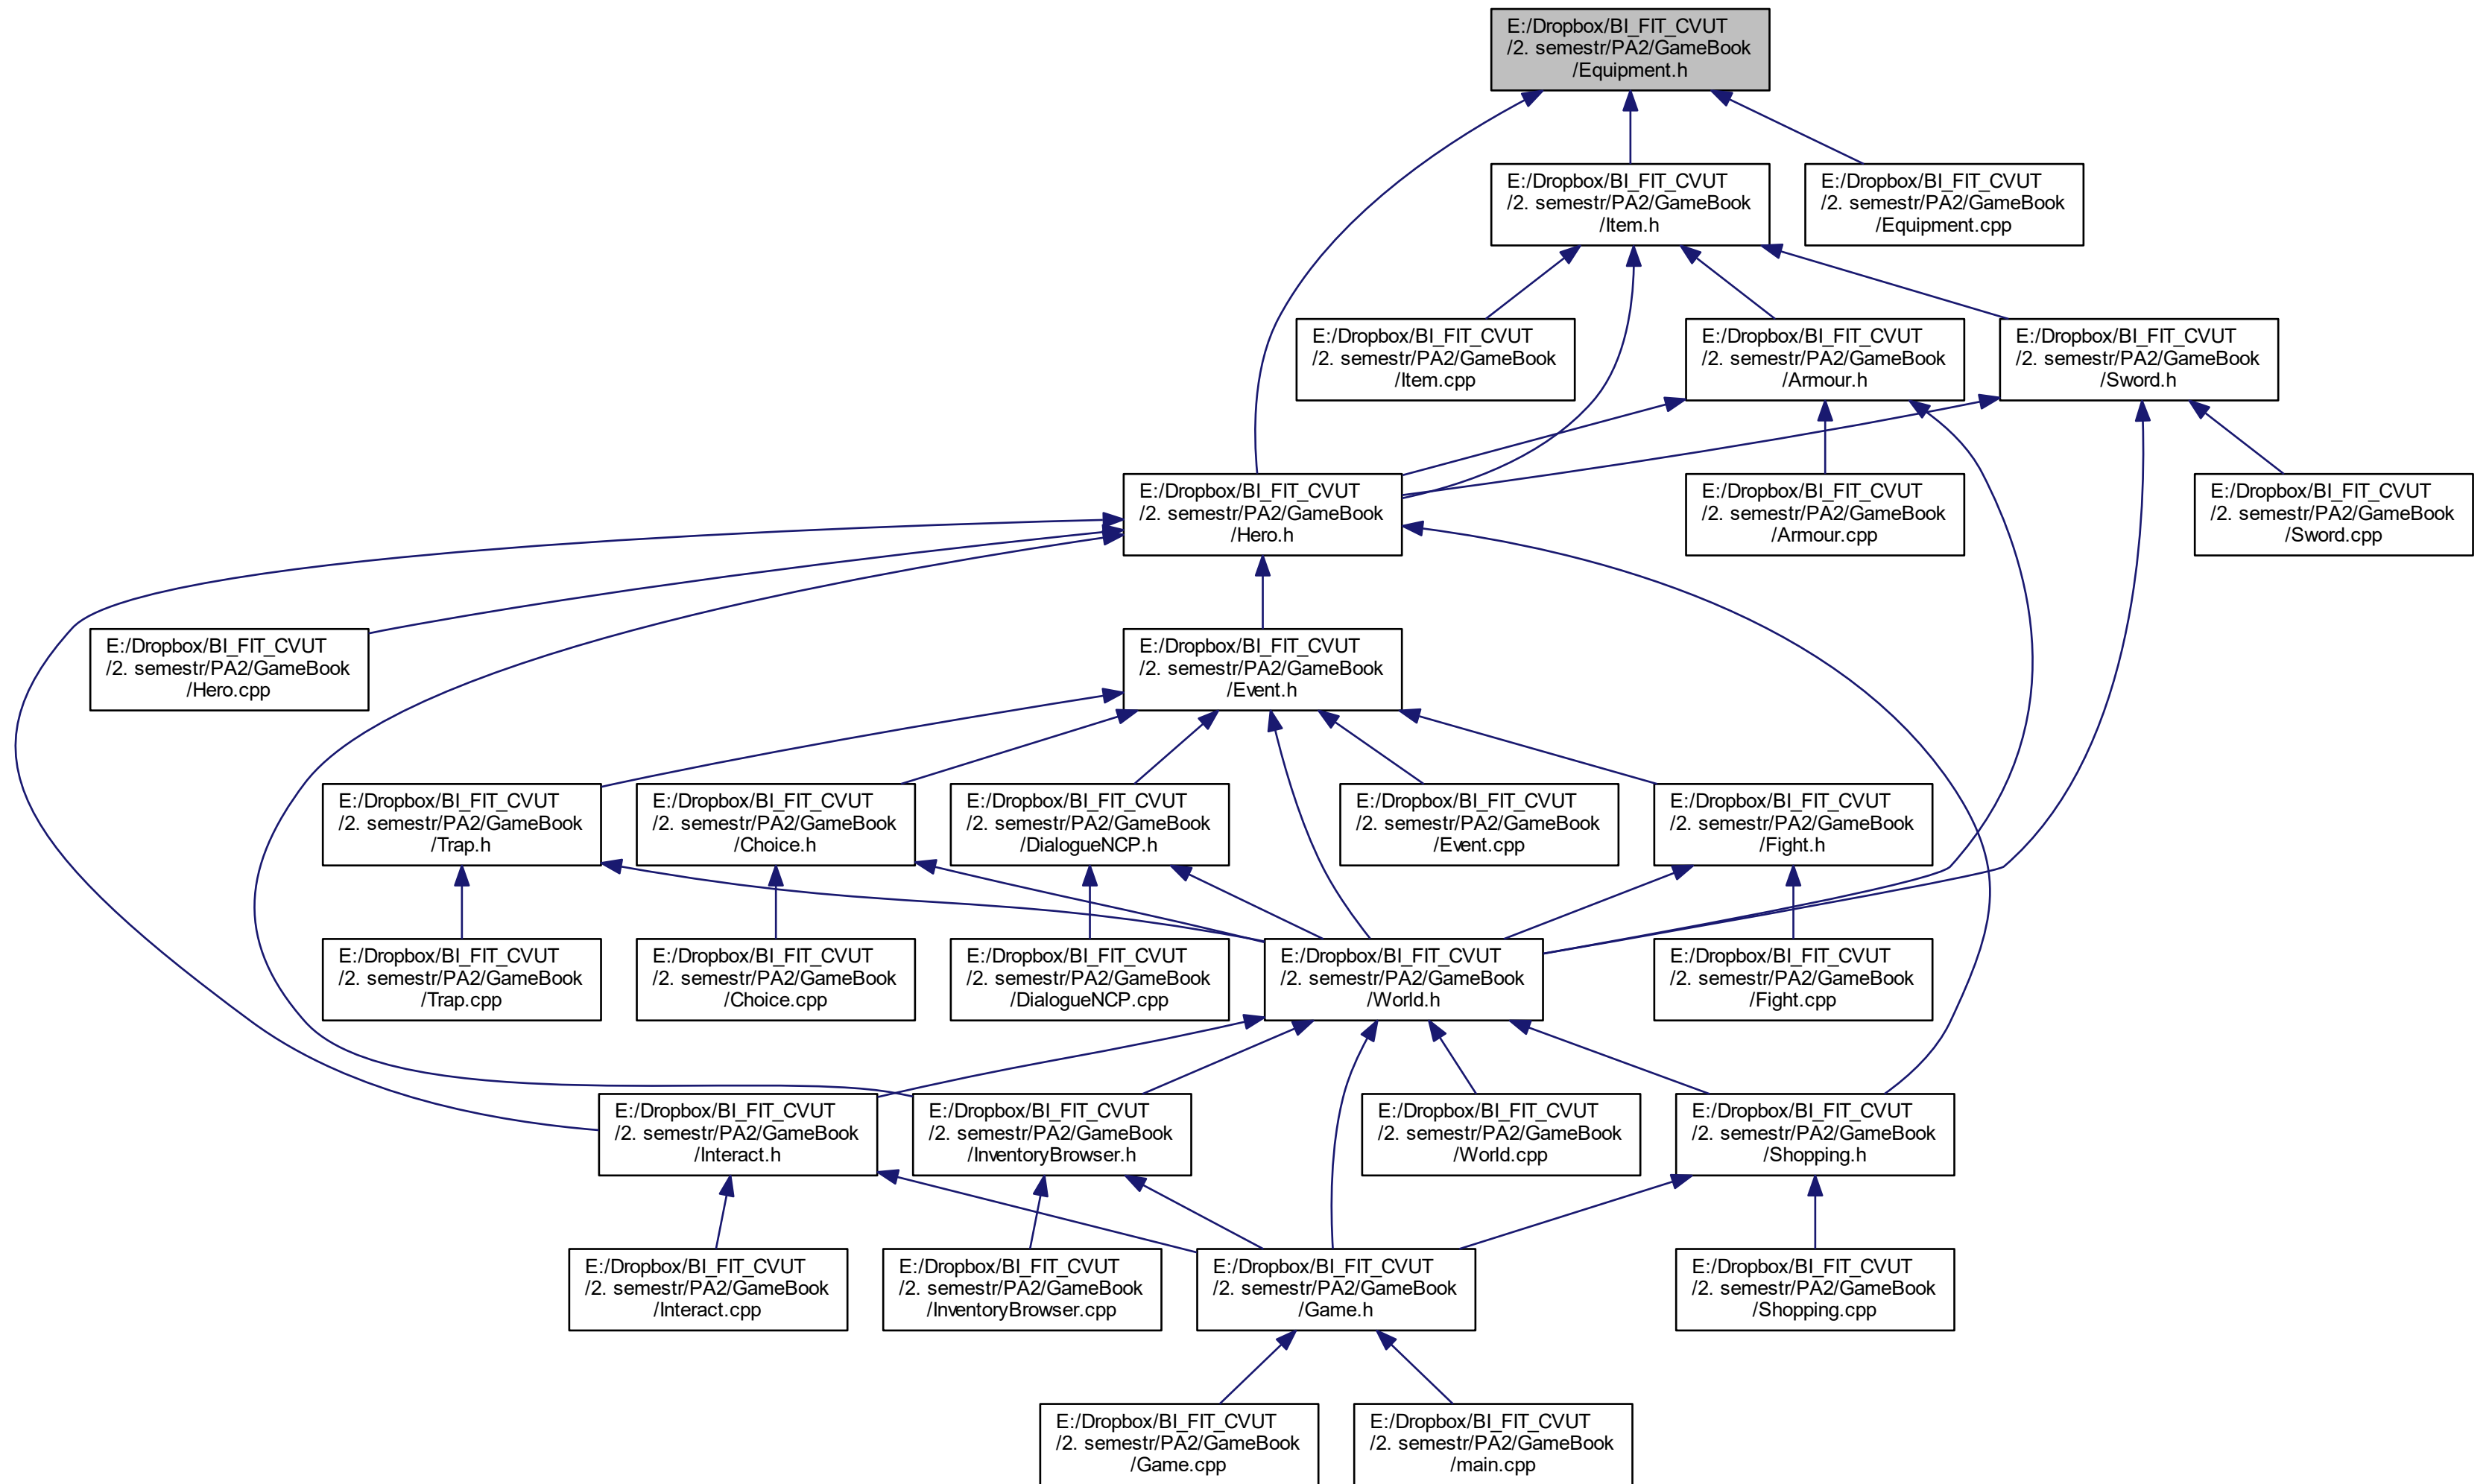 E:/Dropbox/BI_FIT_CVUT
/2. semestr/PA2/GameBook
/Equipment.h
E:/Dropbox/BI_FIT_CVUT
/2. semestr/PA2/GameBook
/Item.h
E:/Dropbox/BI_FIT_CVUT
/2. semestr/PA2/GameBook
/Equipment.cpp
E:/Dropbox/BI_FIT_CVUT
/2. semestr/PA2/GameBook
/Item.cpp
E:/Dropbox/BI_FIT_CVUT
/2. semestr/PA2/GameBook
/Armour.h
E:/Dropbox/BI_FIT_CVUT
/2. semestr/PA2/GameBook
/Sword.h
E:/Dropbox/BI_FIT_CVUT
/2. semestr/PA2/GameBook
/Hero.h
E:/Dropbox/BI_FIT_CVUT
/2. semestr/PA2/GameBook
/Armour.cpp
E:/Dropbox/BI_FIT_CVUT
/2. semestr/PA2/GameBook
/Sword.cpp
E:/Dropbox/BI_FIT_CVUT
/2. semestr/PA2/GameBook
/Hero.cpp
E:/Dropbox/BI_FIT_CVUT
/2. semestr/PA2/GameBook
/Event.h
E:/Dropbox/BI_FIT_CVUT
/2. semestr/PA2/GameBook
/Trap.h
E:/Dropbox/BI_FIT_CVUT
/2. semestr/PA2/GameBook
/Choice.h
E:/Dropbox/BI_FIT_CVUT
/2. semestr/PA2/GameBook
/DialogueNCP.h
E:/Dropbox/BI_FIT_CVUT
/2. semestr/PA2/GameBook
/Event.cpp
E:/Dropbox/BI_FIT_CVUT
/2. semestr/PA2/GameBook
/Fight.h
E:/Dropbox/BI_FIT_CVUT
/2. semestr/PA2/GameBook
/Trap.cpp
E:/Dropbox/BI_FIT_CVUT
/2. semestr/PA2/GameBook
/Choice.cpp
E:/Dropbox/BI_FIT_CVUT
/2. semestr/PA2/GameBook
/DialogueNCP.cpp
E:/Dropbox/BI_FIT_CVUT
/2. semestr/PA2/GameBook
/World.h
E:/Dropbox/BI_FIT_CVUT
/2. semestr/PA2/GameBook
/Fight.cpp
E:/Dropbox/BI_FIT_CVUT
/2. semestr/PA2/GameBook
/Interact.h
E:/Dropbox/BI_FIT_CVUT
/2. semestr/PA2/GameBook
/InventoryBrowser.h
E:/Dropbox/BI_FIT_CVUT
/2. semestr/PA2/GameBook
/World.cpp
E:/Dropbox/BI_FIT_CVUT
/2. semestr/PA2/GameBook
/Shopping.h
E:/Dropbox/BI_FIT_CVUT
/2. semestr/PA2/GameBook
/Interact.cpp
E:/Dropbox/BI_FIT_CVUT
/2. semestr/PA2/GameBook
/InventoryBrowser.cpp
E:/Dropbox/BI_FIT_CVUT
/2. semestr/PA2/GameBook
/Game.h
E:/Dropbox/BI_FIT_CVUT
/2. semestr/PA2/GameBook
/Shopping.cpp
E:/Dropbox/BI_FIT_CVUT
/2. semestr/PA2/GameBook
/Game.cpp
E:/Dropbox/BI_FIT_CVUT
/2. semestr/PA2/GameBook
/main.cpp